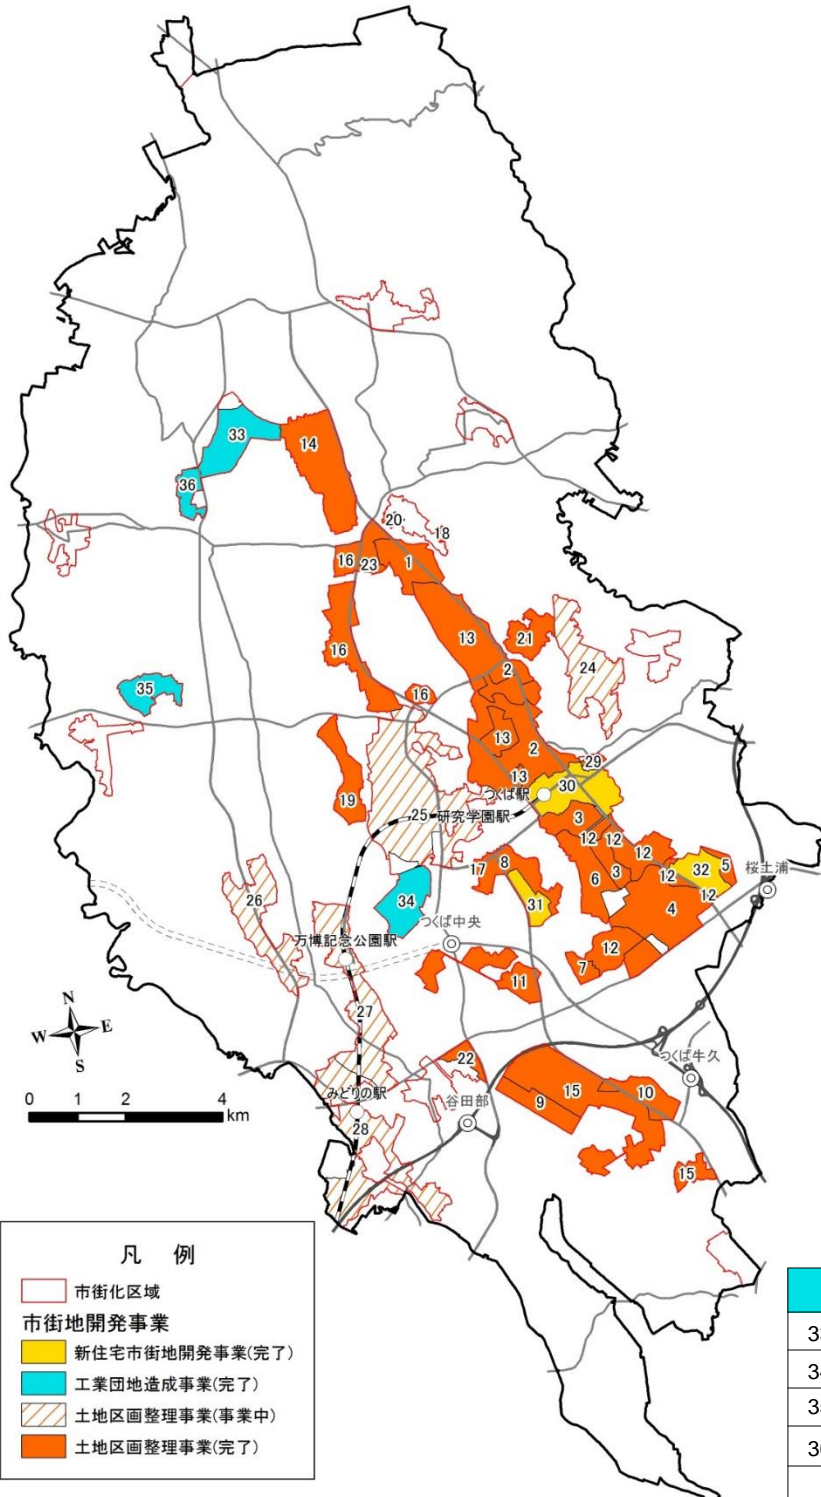 33
14
36
20
18
16
23
1
13
21
16
2
24
35
16
13
2
29
13
つくば駅
30
19
3
25
研究学園駅
12
12
12
8
17
6
3
12
32
5
桜土浦
26
34
31
4
12
つくば中央
万博記念公園駅
12
7
11
N
W
E
S
27
22
つくば牛久
0
2
4
km
みどりの駅
15
10
9
谷田部
28
15
凡 例
市街化区域
市街地開発事業
新住宅市街地開発事業(完了)
工業団地造成事業(完了)
土地区画整理事業(事業中)
土地区画整理事業(完了)